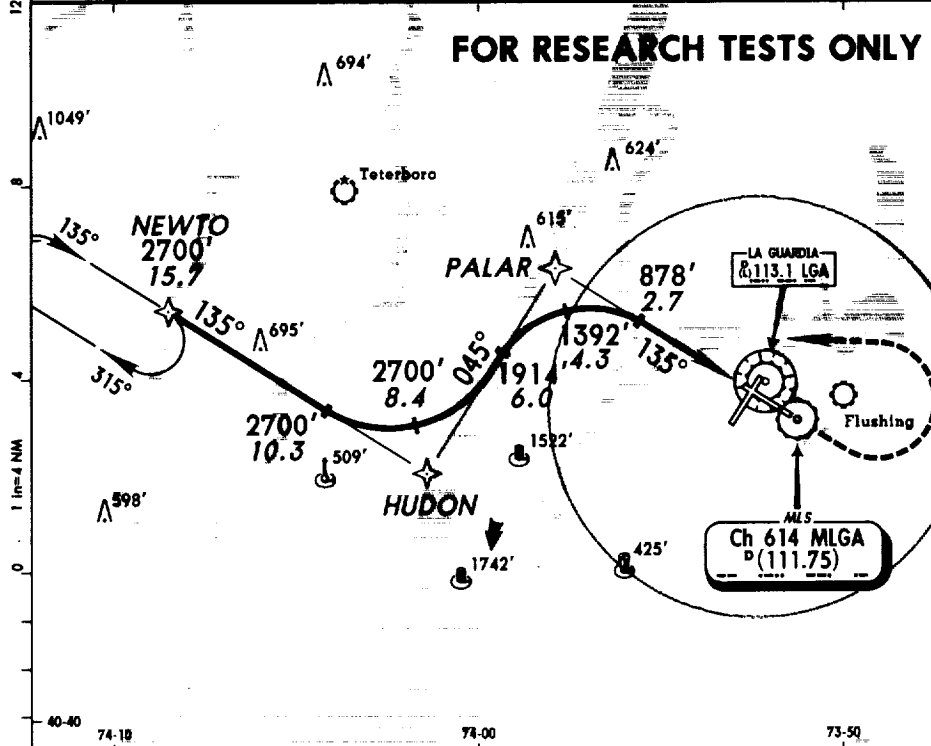 12
FOR RESEARCH TESTS ONLY
694'
1049'
624'
8
Teterboro
NEWTO
2700'
15.7
135°
615'
PALAR
LA GUARDIA
113.1 LGA
878'
2.7
135°
695'
315°
2700'
8.4
045°
1392'
4.3
135°
1914'
6.0
4
2700'
10.3
Flushing
509'
1522'
HUDON
1 in=4 NM
598'
MLS
Ch 614 MLGA
D (111.75)
1742'
425'
0
40-40
74-10
74-00
73-50